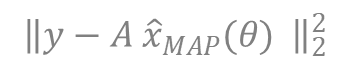 ‖y − A x̂_MAP(θ) ‖₂²